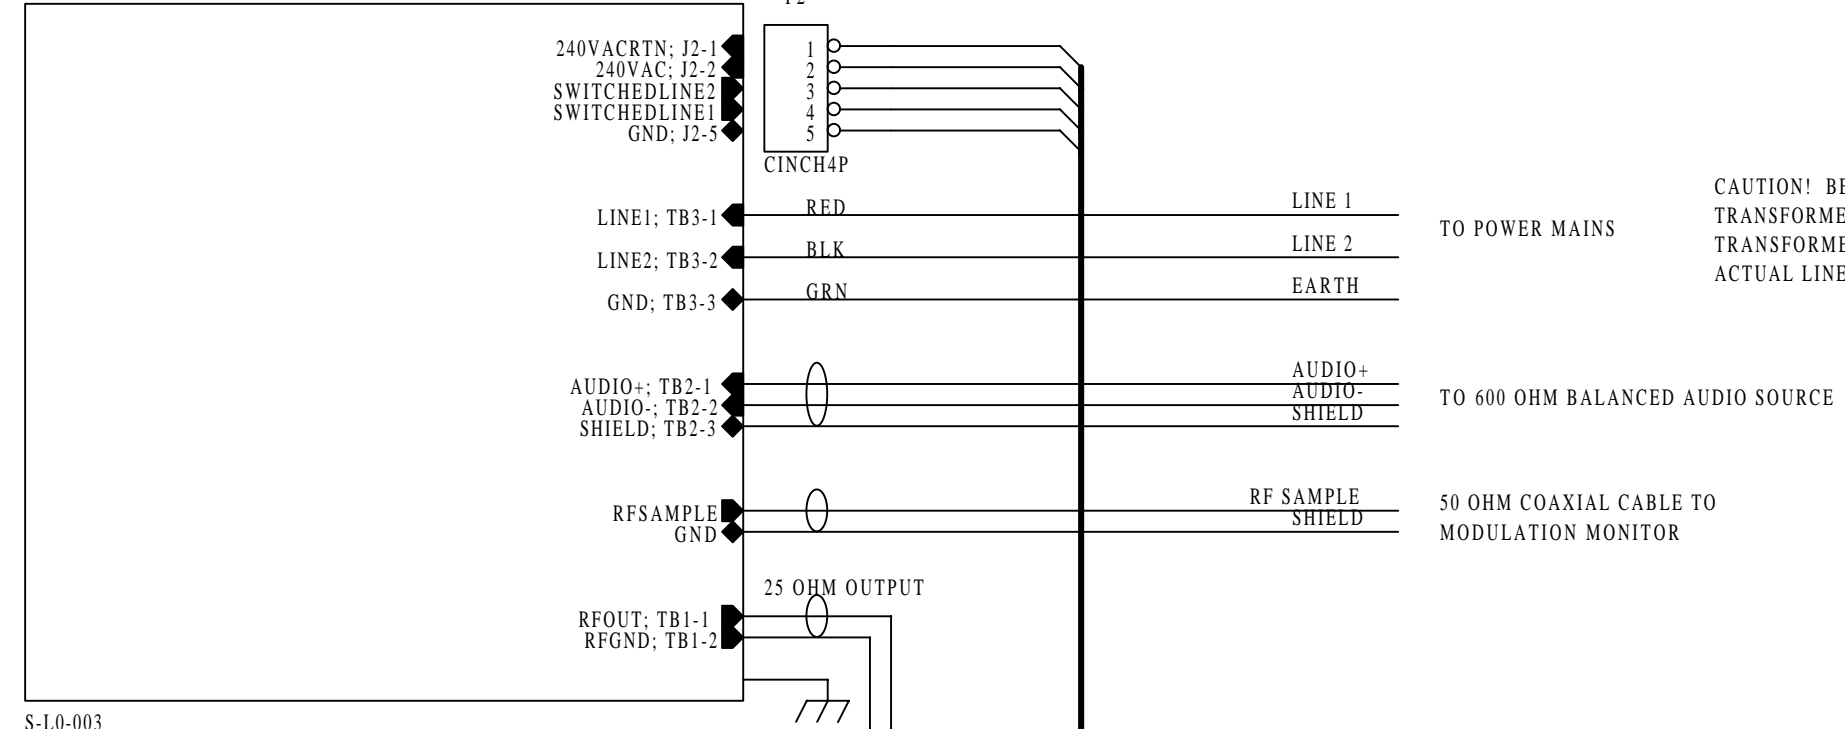 240VACRTN; J2-1
240VAC; J2-2
SWITCHEDLINE2
SWITCHEDLINE1
GND; J2-5
1
2
3
4
5
CINCH4P
LINE1; TB3-1
RED
LINE 1
LINE2; TB3-2
BLK
LINE 2
GND; TB3-3
GRN
EARTH
TO POWER MAINS
CAUTION!
ACTUAL LINE
AUDIO+; TB2-1
AUDIO-; TB2-2
SHIELD; TB2-3
AUDIO+
AUDIO-
SHIELD
TO 600 OHM BALANCED AUDIO SOURCE
RFSAMPLE
GND
RF SAMPLE
SHIELD
50 OHM COAXIAL CABLE TO
MODULATION MONITOR
25 OHM OUTPUT
RFOUT; TB1-1
RFGND; TB1-2
S-L0-003